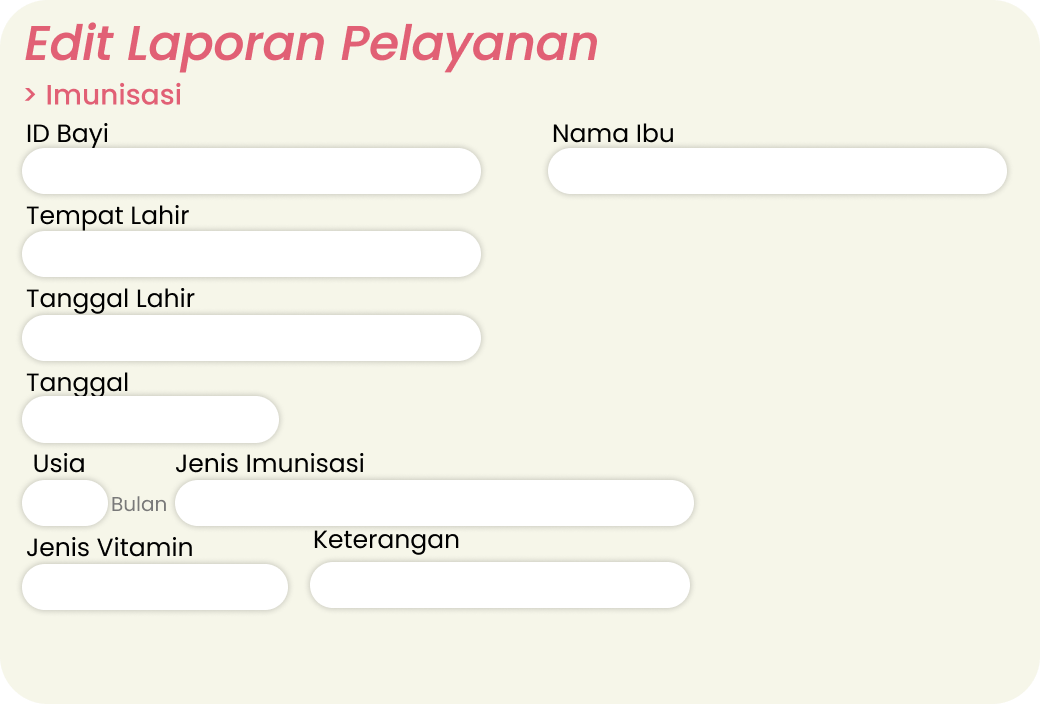 Edit Laporan Pelayanan
> Imunisasi
ID Bayi
Nama Ibu
Tempat Lahir
Tanggal Lahir
Tanggal
Usia
Jenis Imunisasi
Bulan
Jenis Vitamin
Keterangan